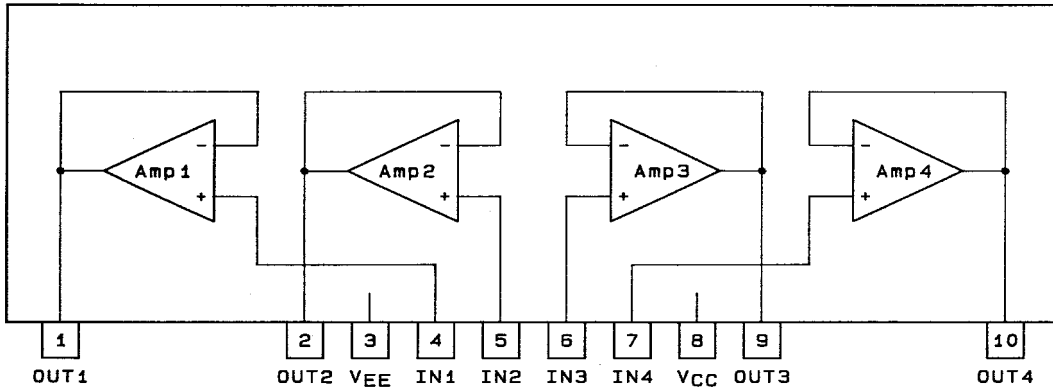 − − − −
Amp1 Amp2 Amp3 Amp4
+ + + +
1 2 3 4 5 6 7 8 9 10
OUT1 OUT2 VEE IN1 IN2 IN3 IN4 VCC OUT3 OUT4